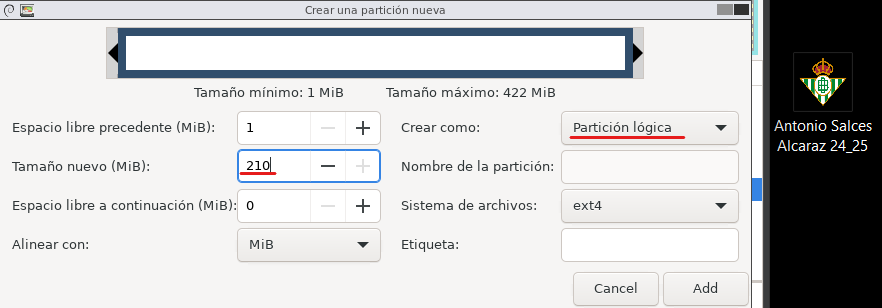 Crear una partición nueva
Tamaño mínimo: 1 MiB Tamaño máximo: 422 MiB
Espacio libre precedente (MiB): 1 Crear como: Partición lógica
Tamaño nuevo (MiB): 210 Nombre de la partición:
Espacio libre a continuación (MiB): 0 Sistema de archivos: ext4
Alinear con: MiB Etiqueta:
Cancel Add
Antonio Salces
Alcaraz 24_25